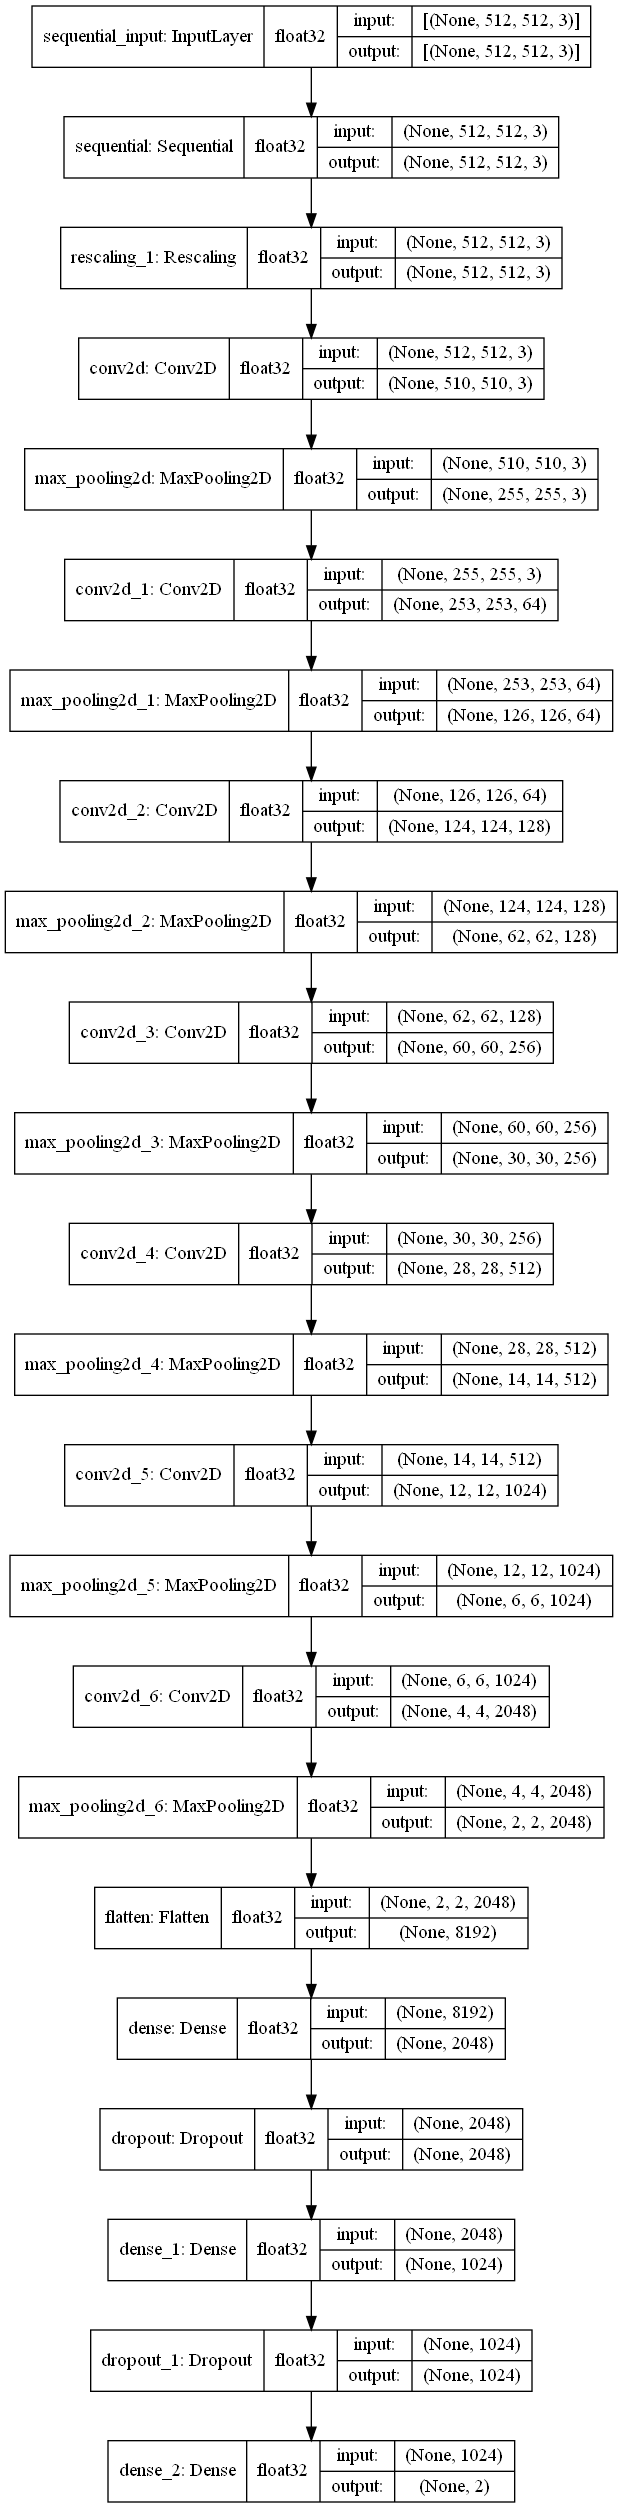 sequential_input: InputLayer float32 input: [(None, 512, 512, 3)]
output: [(None, 512, 512, 3)]
sequential: Sequential float32 input: (None, 512, 512, 3)
output: (None, 512, 512, 3)
rescaling_1: Rescaling float32 input: (None, 512, 512, 3)
output: (None, 512, 512, 3)
conv2d: Conv2D float32 input: (None, 512, 512, 3)
output: (None, 510, 510, 3)
max_pooling2d: MaxPooling2D float32 input: (None, 510, 510, 3)
output: (None, 255, 255, 3)
conv2d_1: Conv2D float32 input: (None, 255, 255, 3)
output: (None, 253, 253, 64)
max_pooling2d_1: MaxPooling2D float32 input: (None, 253, 253, 64)
output: (None, 126, 126, 64)
conv2d_2: Conv2D float32 input: (None, 126, 126, 64)
output: (None, 124, 124, 128)
max_pooling2d_2: MaxPooling2D float32 input: (None, 124, 124, 128)
output: (None, 62, 62, 128)
conv2d_3: Conv2D float32 input: (None, 62, 62, 128)
output: (None, 60, 60, 256)
max_pooling2d_3: MaxPooling2D float32 input: (None, 60, 60, 256)
output: (None, 30, 30, 256)
conv2d_4: Conv2D float32 input: (None, 30, 30, 256)
output: (None, 28, 28, 512)
max_pooling2d_4: MaxPooling2D float32 input: (None, 28, 28, 512)
output: (None, 14, 14, 512)
conv2d_5: Conv2D float32 input: (None, 14, 14, 512)
output: (None, 12, 12, 1024)
max_pooling2d_5: MaxPooling2D float32 input: (None, 12, 12, 1024)
output: (None, 6, 6, 1024)
conv2d_6: Conv2D float32 input: (None, 6, 6, 1024)
output: (None, 4, 4, 2048)
max_pooling2d_6: MaxPooling2D float32 input: (None, 4, 4, 2048)
output: (None, 2, 2, 2048)
flatten: Flatten float32 input: (None, 2, 2, 2048)
output: (None, 8192)
dense: Dense float32 input: (None, 8192)
output: (None, 2048)
dropout: Dropout float32 input: (None, 2048)
output: (None, 2048)
dense_1: Dense float32 input: (None, 2048)
output: (None, 1024)
dropout_1: Dropout float32 input: (None, 1024)
output: (None, 1024)
dense_2: Dense float32 input: (None, 1024)
output: (None, 2)